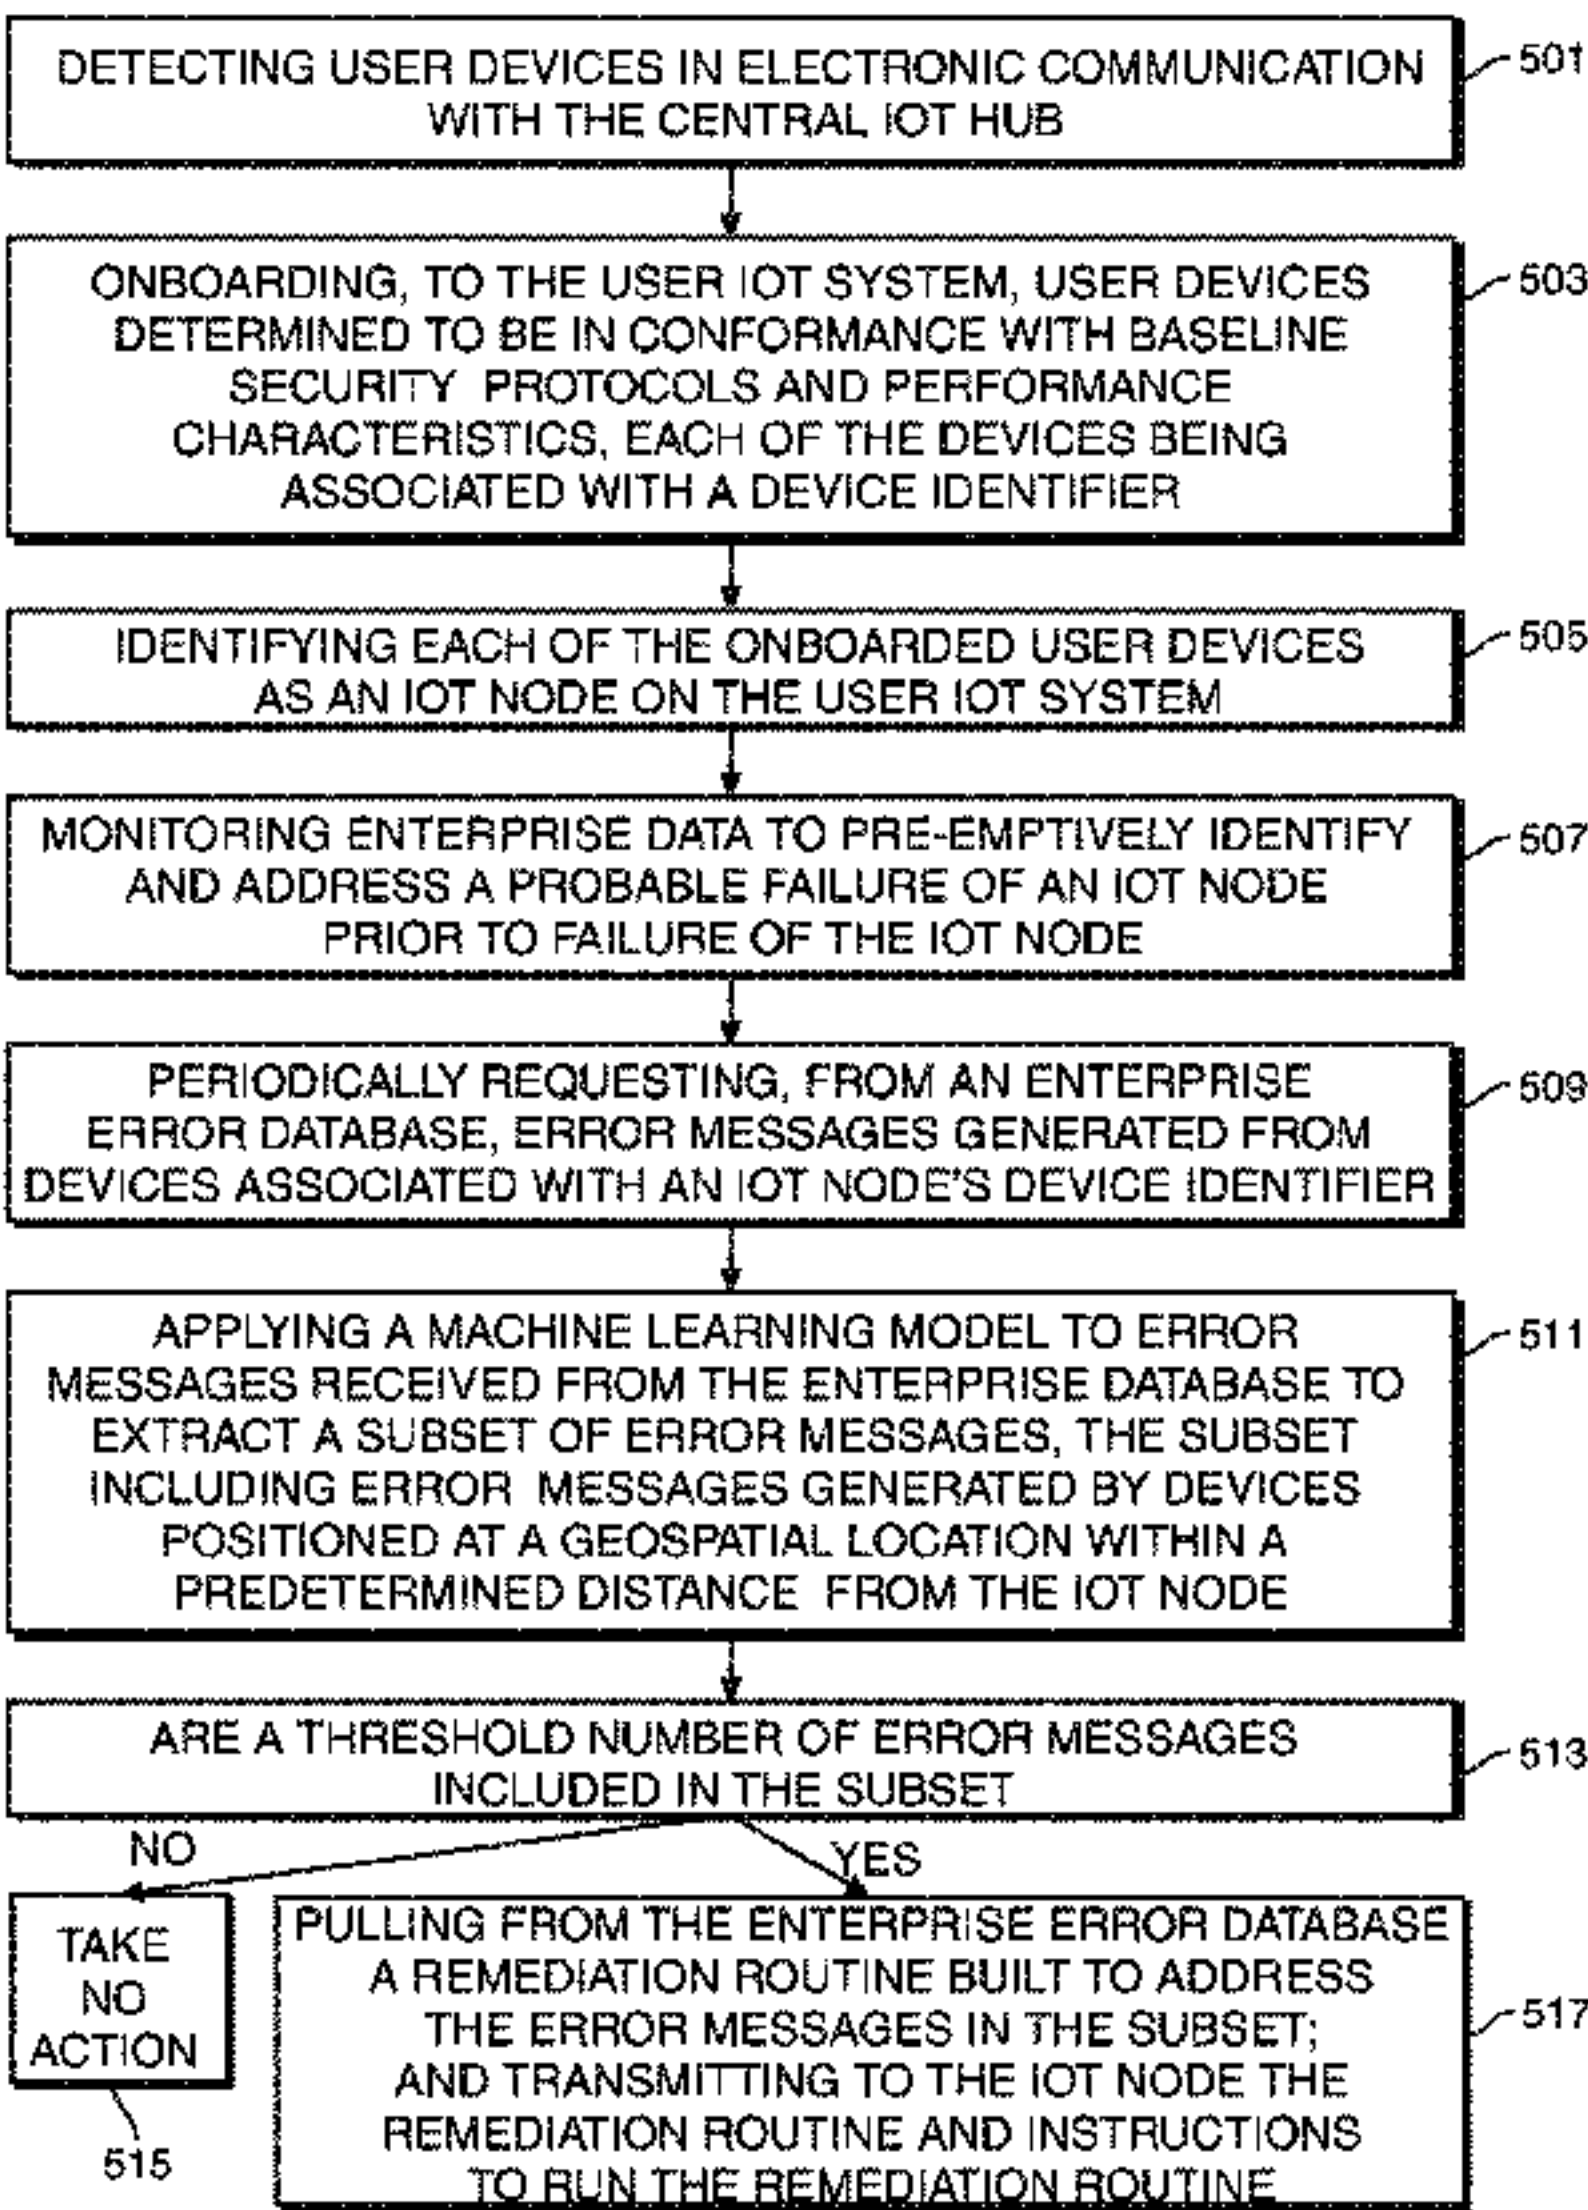 DETECTING USER DEVICES IN ELECTRONIC COMMUNICATION
WITH THE CENTRAL IOT HUB
501
ONBOARDING, TO THE USER IOT SYSTEM, USER DEVICES
DETERMINED TO BE IN CONFORMANCE WITH BASELINE
SECURITY PROTOCOLS AND PERFORMANCE
CHARACTERISTICS, EACH OF THE DEVICES BEING
ASSOCIATED WITH A DEVICE IDENTIFIER
503
IDENTIFYING EACH OF THE ONBOARDED USER DEVICES
AS AN IOT NODE ON THE USER IOT SYSTEM
505
MONITORING ENTERPRISE DATA TO PRE-EMPTIVELY IDENTIFY
AND ADDRESS A PROBABLE FAILURE OF AN IOT NODE
PRIOR TO FAILURE OF THE IOT NODE
507
PERIODICALLY REQUESTING, FROM AN ENTERPRISE
ERROR DATABASE, ERROR MESSAGES GENERATED FROM
DEVICES ASSOCIATED WITH AN IOT NODE'S DEVICE IDENTIFIER
509
APPLYING A MACHINE LEARNING MODEL TO ERROR
MESSAGES RECEIVED FROM THE ENTERPRISE DATABASE TO
EXTRACT A SUBSET OF ERROR MESSAGES, THE SUBSET
INCLUDING ERROR MESSAGES GENERATED BY DEVICES
POSITIONED AT A GEOSPATIAL LOCATION WITHIN A
PREDETERMINED DISTANCE FROM THE IOT NODE
511
ARE A THRESHOLD NUMBER OF ERROR MESSAGES
INCLUDED IN THE SUBSET
513
NO
YES
TAKE
NO
ACTION
515
PULLING FROM THE ENTERPRISE ERROR DATABASE
A REMEDIATION ROUTINE BUILT TO ADDRESS
THE ERROR MESSAGES IN THE SUBSET;
AND TRANSMITTING TO THE IOT NODE THE
REMEDIATION ROUTINE AND INSTRUCTIONS
TO RUN THE REMEDIATION ROUTINE
517